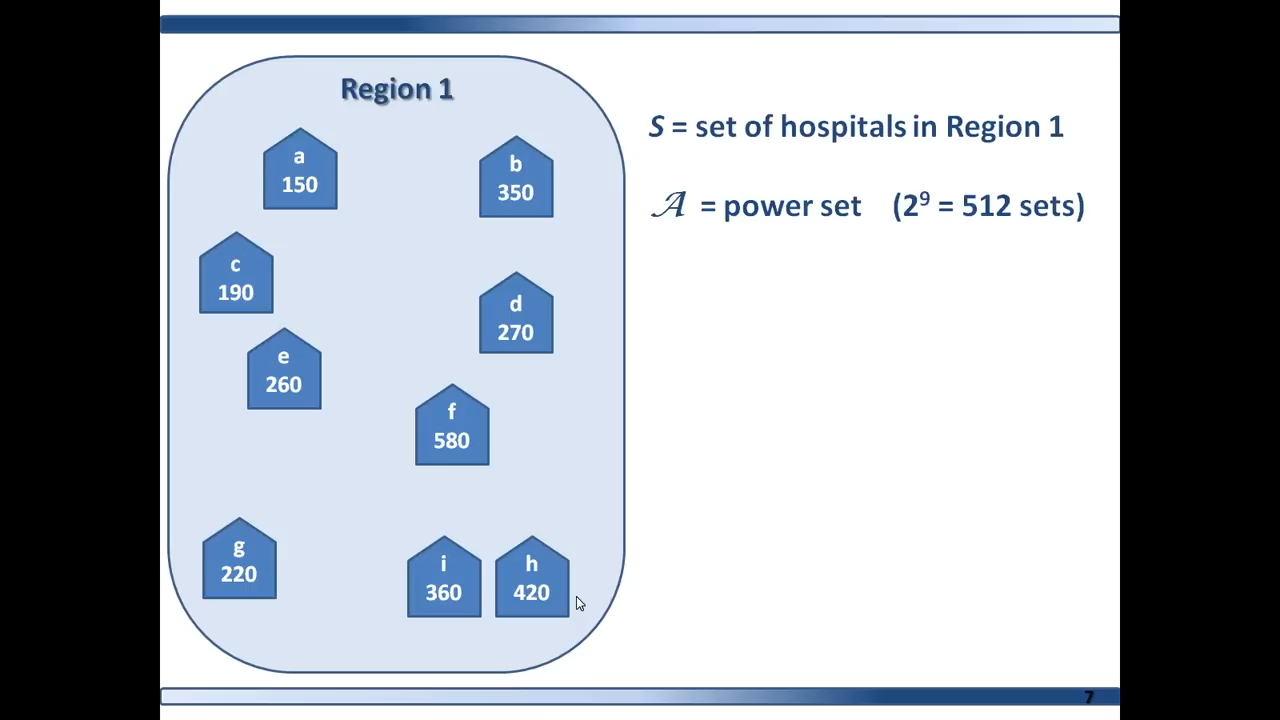 Region 1
a
150
b
350
c
190
d
270
e
260
f
580
g
220
i
360
h
420
S = set of hospitals in Region 1
𝒜 = power set (2⁹ = 512 sets)
7